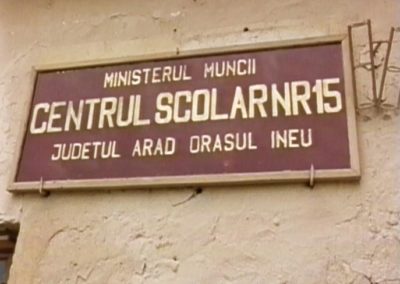 MINISTERUL MUNCII
CENTRUL SCOLAR NR 15
JUDETUL ARAD ORASUL INEU